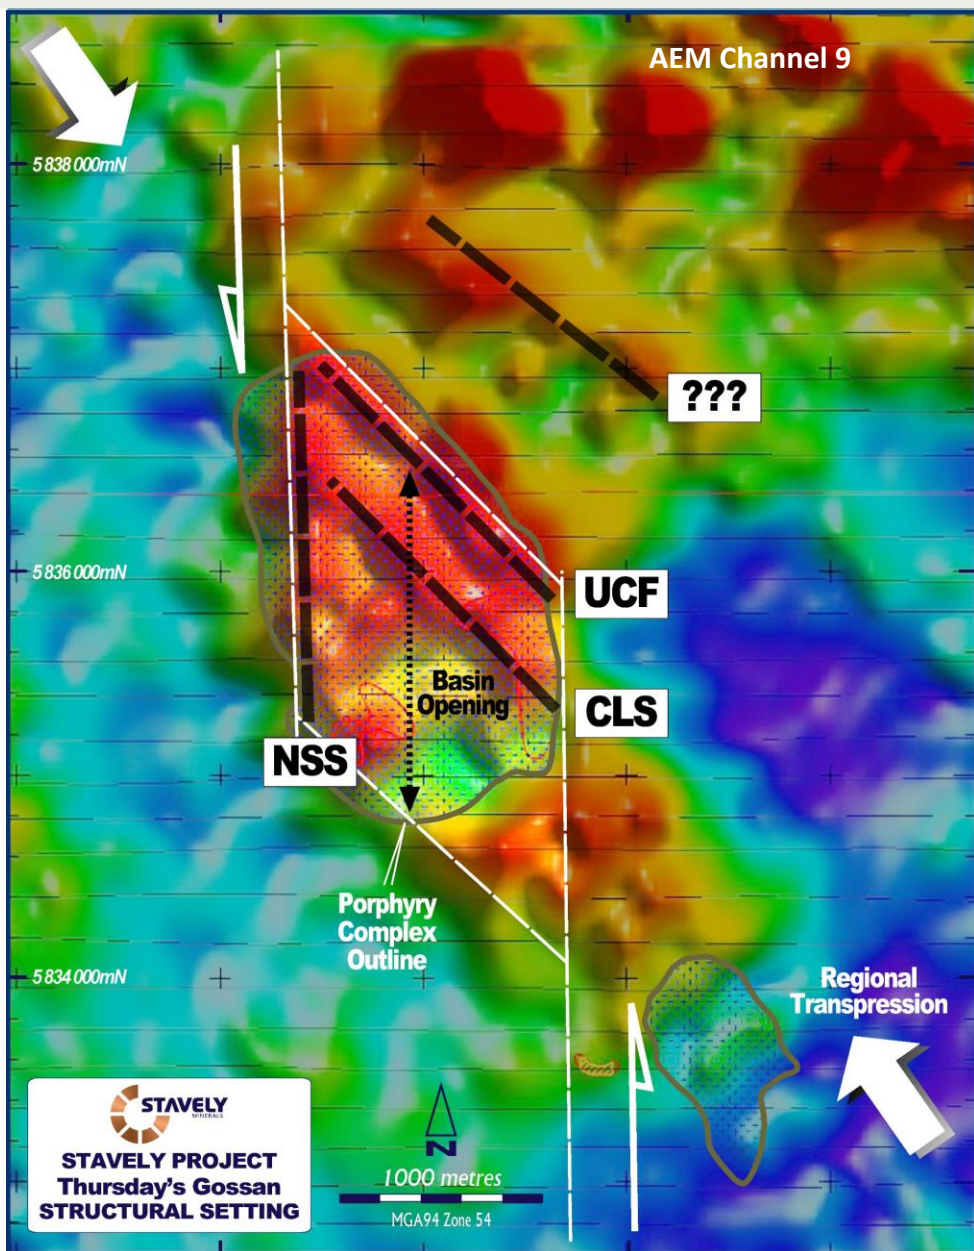 AEM Channel 9
5 838 000mN
???
5 836 000mN
UCF
Basin
Opening
CLS
NSS
Porphyry
Complex
Outline
5 834 000mN
Regional
Transpression
STAVELY
MINERALS
STAVELY PROJECT
Thursday's Gossan
STRUCTURAL SETTING
N
1000 metres
MGA94 Zone 54